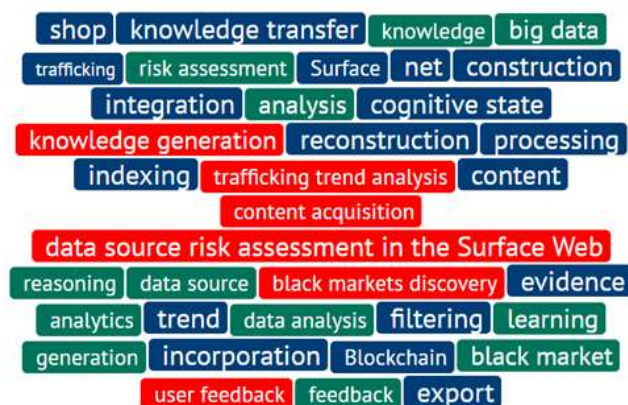 shop knowledge transfer knowledge big data
trafficking risk assessment Surface net construction
integration analysis cognitive state
knowledge generation reconstruction processing
indexing trafficking trend analysis content
content acquisition
data source risk assessment in the Surface Web
reasoning data source black markets discovery evidence
analytics trend data analysis filtering learning
generation incorporation Blockchain black market
user feedback feedback export